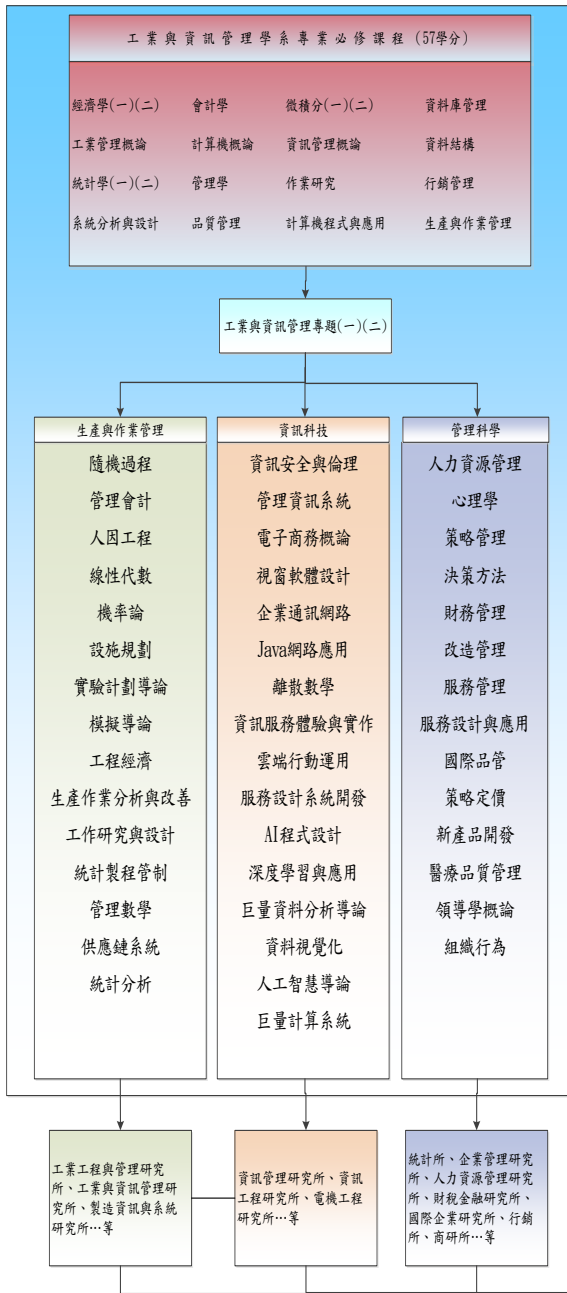 工業與資訊管理學系專業必修課程 (57學分)
經濟學(一)(二) 會計學 微積分(一)(二) 資料庫管理
工業管理概論 計算機概論 資訊管理概論 資料結構
統計學(一)(二) 管理學 作業研究 行銷管理
系統分析與設計 品質管理 計算機程式與應用 生產與作業管理
工業與資訊管理專題(一)(二)
生產與作業管理
隨機過程
管理會計
人因工程
線性代數
機率論
設施規劃
實驗計劃導論
模擬導論
工程經濟
生產作業分析與改善
工作研究與設計
統計製程管制
管理數學
供應鏈系統
統計分析
資訊科技
資訊安全與倫理
管理資訊系統
電子商務概論
視窗軟體設計
企業通訊網路
Java網路應用
離散數學
資訊服務體驗與實作
雲端行動運用
服務設計系統開發
AI程式設計
深度學習與應用
巨量資料分析導論
資料視覺化
人工智慧導論
巨量計算系統
管理科學
人力資源管理
心理學
策略管理
決策方法
財務管理
改造管理
服務管理
服務設計與應用
國際品管
策略定價
新產品開發
醫療品質管理
領導學概論
組織行為
工業工程與管理研究
所、工業與資訊管理研
究所、製造資訊與系統
研究所…等
資訊管理研究所、資訊
工程研究所、電機工程
研究所…等
統計所、企業管理研究
所、人力資源管理研究
所、財稅金融研究所、
國際企業研究所、行銷
所、商研所…等